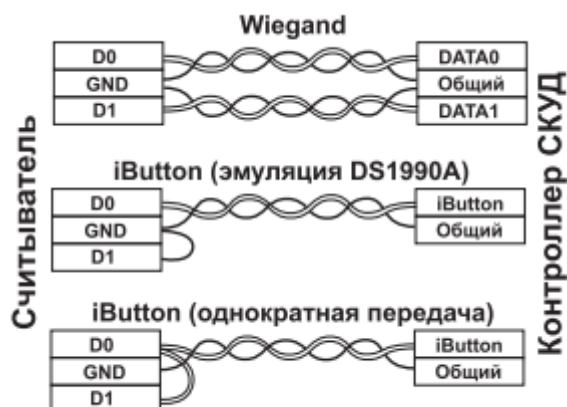 Wiegand
D0
DATA0
GND
Общий
D1
DATA1
iButton (эмуляция DS1990A)
D0
iButton
GND
Общий
D1
iButton (однократная передача)
D0
iButton
GND
Общий
D1
Считыватель
Контроллер СКУД